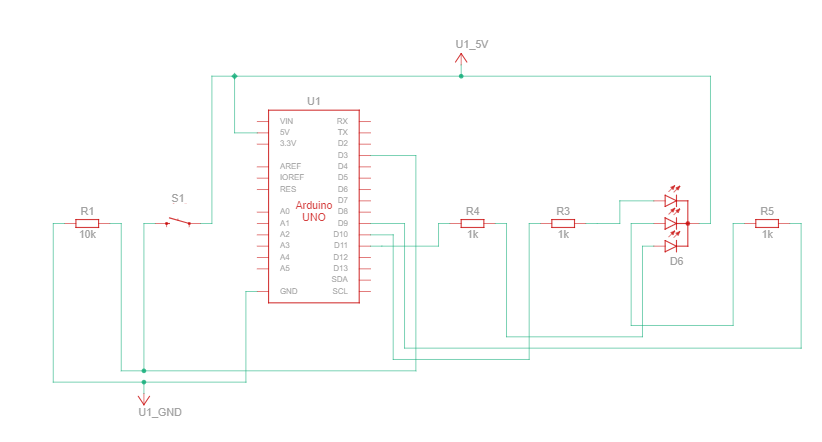 U1_5V
U1
VIN RX
5V TX
3.3V D2
D3
AREF D4
IOREF D5
RES D6
D7
A0 D8
A1 D9
A2 D10
A3 D11
A4 D12
A5 D13
SDA
GND SCL
Arduino
UNO
R1
10k
S1
R4
1k
R3
1k
D6
R5
1k
U1_GND